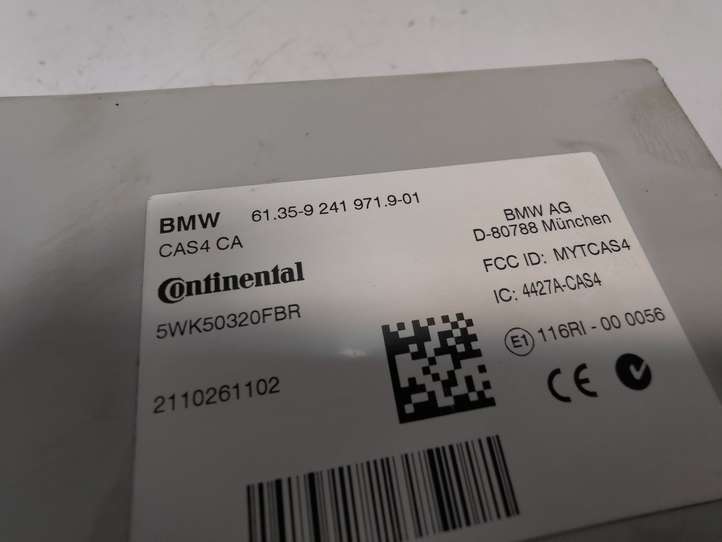 BMW 61.35-9 241 971.9-01
CAS4 CA
Continental
5WK50320FBR
2110261102
BMW AG
D-80788 München
FCC ID: MYTCAS4
IC: 4427A-CAS4
E1 116RI - 00 0056
CE